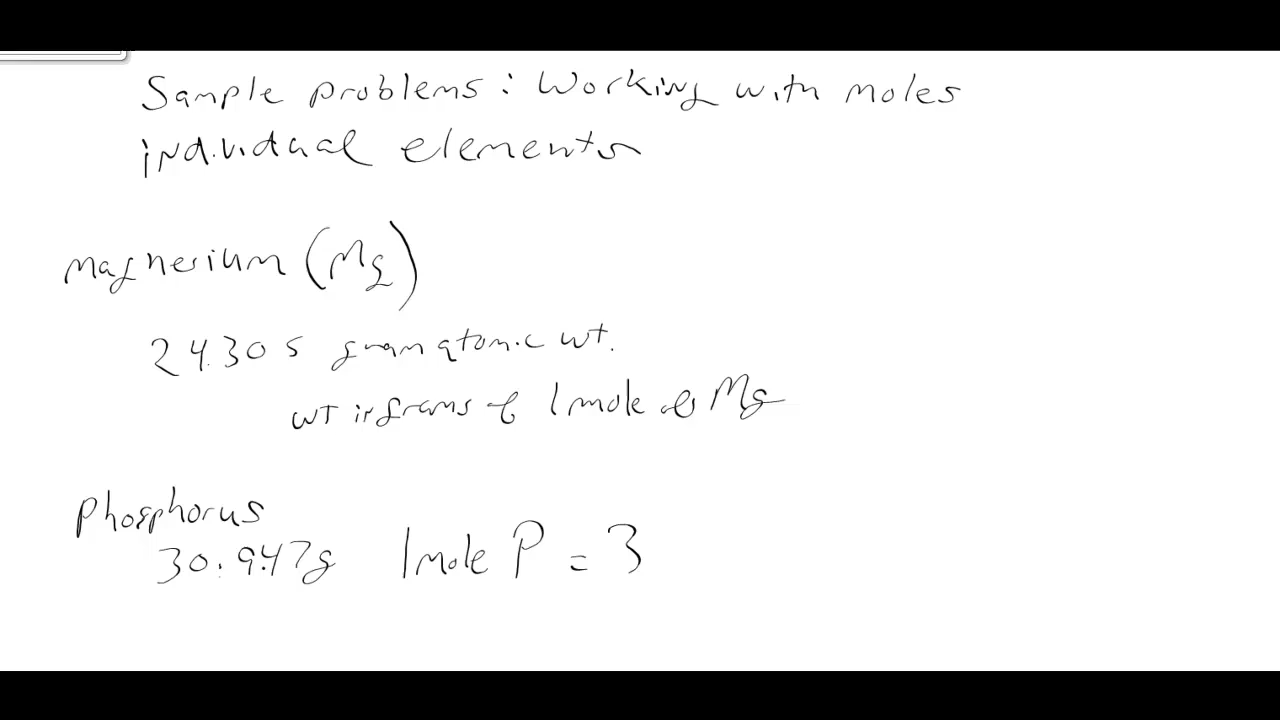 Sample problems: Working with moles
individual elements
Magnesium (Mg)
24.305 gram atomic wt.
wt in grams of 1 mole of Mg
Phosphorus
30.947g 1 mole P = 3